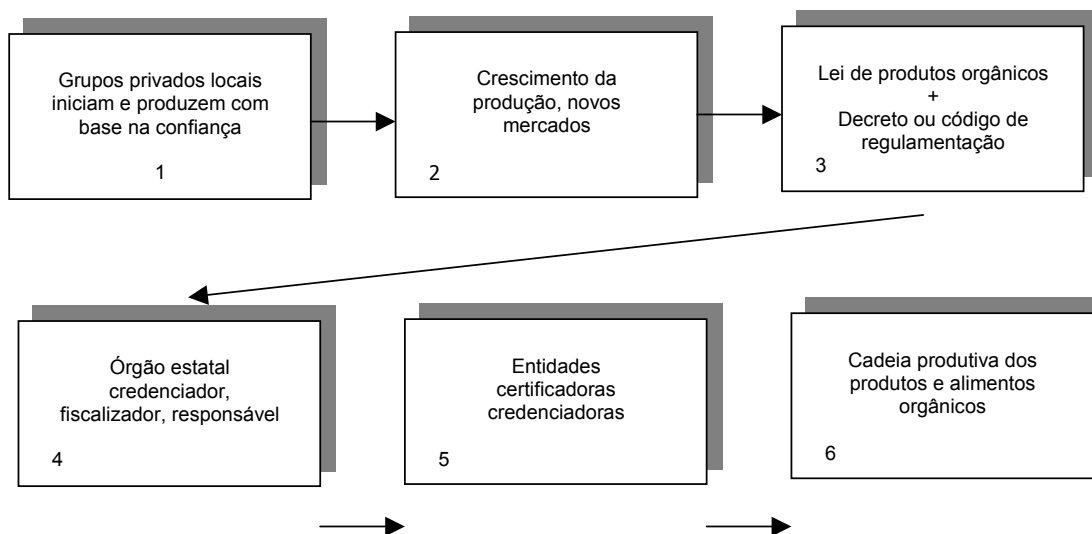 Grupos privados locais
iniciam e produzem com
base na confiança
1
Crescimento da
produção, novos
mercados
2
Lei de produtos orgânicos
+
Decreto ou código de
regulamentação
3
Órgão estatal
credenciador,
fiscalizador, responsável
4
Entidades
certificadoras
credenciadoras
5
Cadeia produtiva dos
produtos e alimentos
orgânicos
6